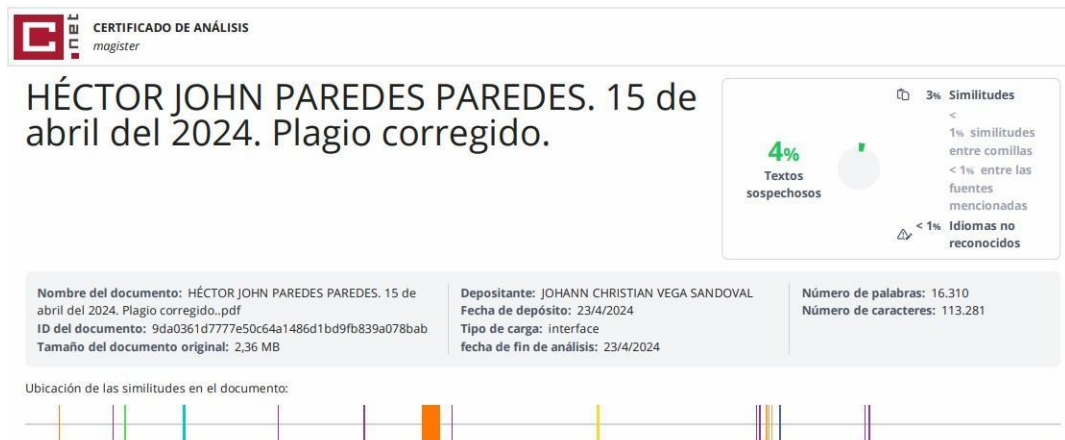 C
.net
CERTIFICADO DE ANÁLISIS
magister
HÉCTOR JOHN PAREDES PAREDES. 15 de
abril del 2024. Plagio corregido.
4%
Textos
sospechosos
3% Similitudes
<
1% similitudes
entre comillas
< 1% entre las
fuentes
mencionadas
< 1% Idiomas no
reconocidos
Nombre del documento: HÉCTOR JOHN PAREDES PAREDES. 15 de
abril del 2024. Plagio corregido..pdf
ID del documento: 9da0361d7777e50c64a1486d1bd9fb839a078bab
Tamaño del documento original: 2,36 MB
Depositante: JOHANN CHRISTIAN VEGA SANDOVAL
Fecha de depósito: 23/4/2024
Tipo de carga: interface
fecha de fin de análisis: 23/4/2024
Número de palabras: 16.310
Número de caracteres: 113.281
Ubicación de las similitudes en el documento: